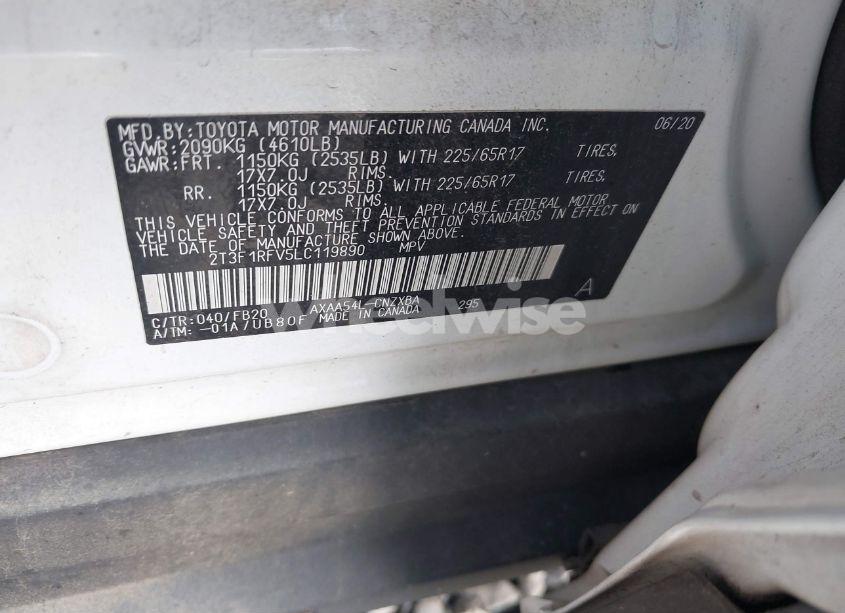 MFD.BY:TOYOTA MOTOR MANUFACTURING CANADA INC. 06/20
GVWR:2090KG (4610LB)
GAWR:FRT. 1150KG (2535LB) WITH 225/65R17 TIRES,
17X7.0J RIMS.
RR. 1150KG (2535LB) WITH 225/65R17 TIRES,
17X7.0J RIMS.
THIS VEHICLE CONFORMS TO ALL APPLICABLE FEDERAL MOTOR
VEHICLE SAFETY AND THEFT PREVENTION STANDARDS IN EFFECT ON
THE DATE OF MANUFACTURE SHOWN ABOVE.
2T3F1RFV5LC119890 MPV
A
C/TR:040/FB20 AXAA54L-CNZXBA 295
A/TM:-01A/UB80F MADE IN CANADA
wheelwise